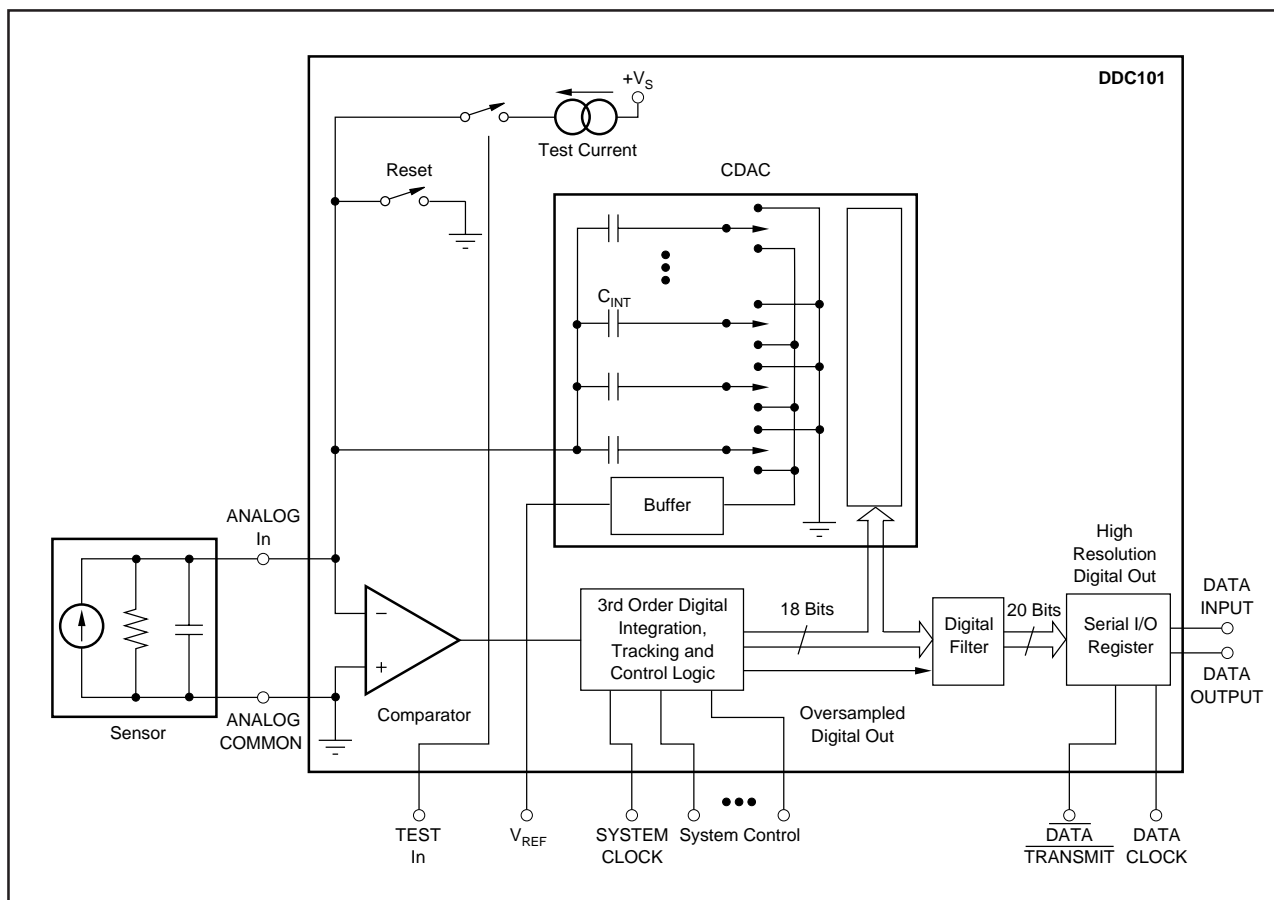 DDC101
+VS
Test Current
Reset
CDAC
CINT
Buffer
ANALOG
In
High
Resolution
Digital Out
DATA
INPUT
3rd Order Digital
Integration,
Tracking and
Control Logic
18 Bits
Digital
Filter
20 Bits
Serial I/O
Register
−
+
DATA
OUTPUT
Comparator
ANALOG
COMMON
Sensor
Oversampled
Digital Out
TEST
In
VREF
SYSTEM
CLOCK
System Control
DATA
TRANSMIT
DATA
CLOCK